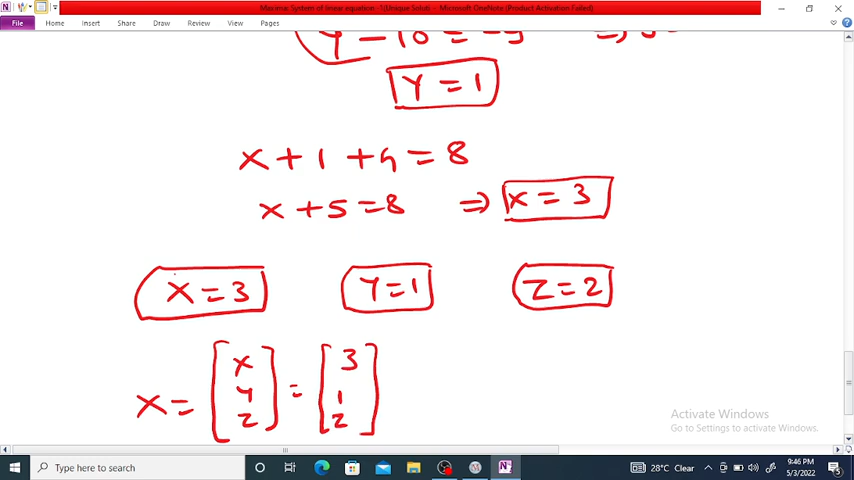 Maxima: System of linear equation -1(Unique Soluti - Microsoft OneNote (Product Activation Failed)
File Home Insert Share Draw Review View Pages
Y = 1
x + 1 + 4 = 8
x + 5 = 8 => x = 3
X = 3 Y = 1 Z = 2
X = [x y z] = [3 1 2]
Activate Windows
Go to Settings to activate Windows.
Type here to search
28°C Clear
9:46 PM
5/3/2022